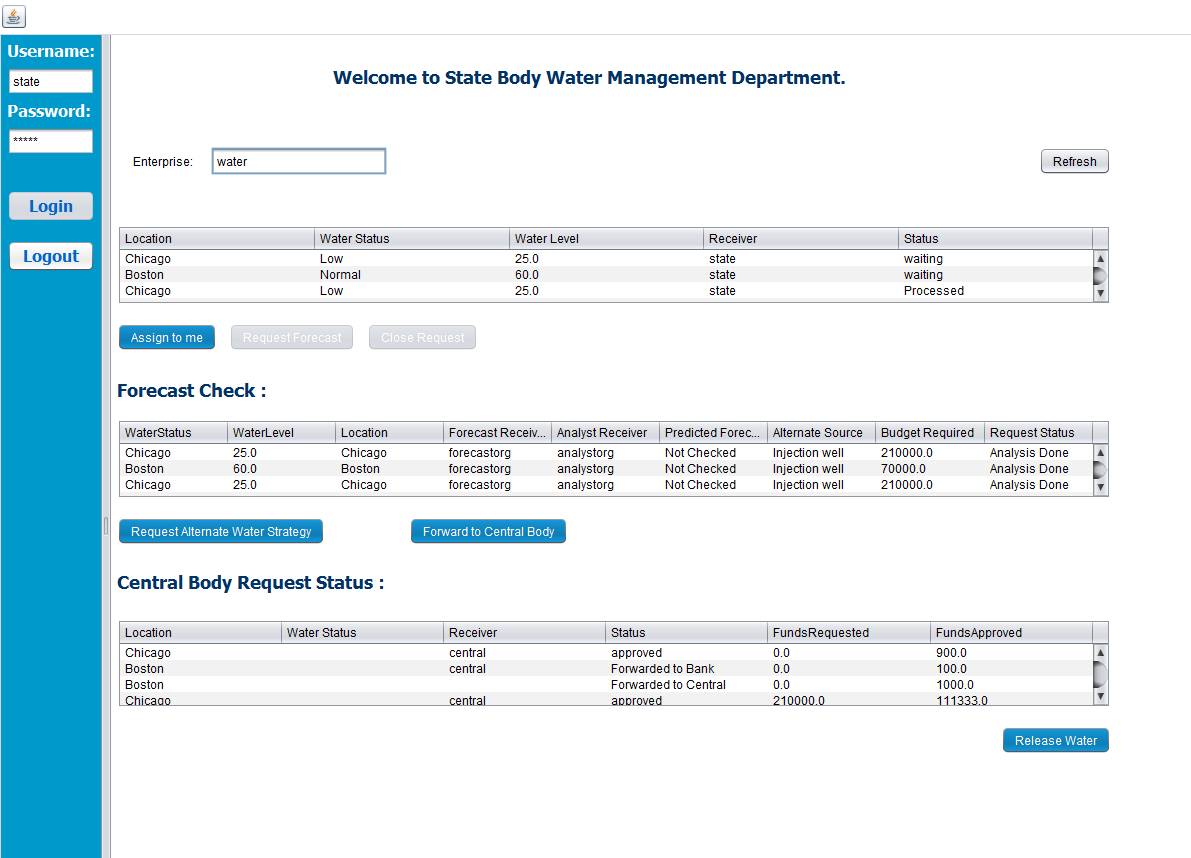 Username:
state
Password:
*****
Login
Logout
Welcome to State Body Water Management Department.
Enterprise: water Refresh
Location Water Status Water Level Receiver Status
Chicago Low 25.0 state waiting
Boston Normal 60.0 state waiting
Chicago Low 25.0 state Processed
Assign to me Request Forecast Close Request
Forecast Check :
WaterStatus WaterLevel Location Forecast Receiv... Analyst Receiver Predicted Forec... Alternate Source Budget Required Request Status
Chicago 25.0 Chicago forecastorg analystorg Not Checked Injection well 210000.0 Analysis Done
Boston 60.0 Boston forecastorg analystorg Not Checked Injection well 70000.0 Analysis Done
Chicago 25.0 Chicago forecastorg analystorg Not Checked Injection well 210000.0 Analysis Done
Request Alternate Water Strategy Forward to Central Body
Central Body Request Status :
Location Water Status Receiver Status FundsRequested FundsApproved
Chicago central approved 0.0 900.0
Boston central Forwarded to Bank 0.0 100.0
Boston Forwarded to Central 0.0 1000.0
Chicago central approved 210000.0 111333.0
Release Water